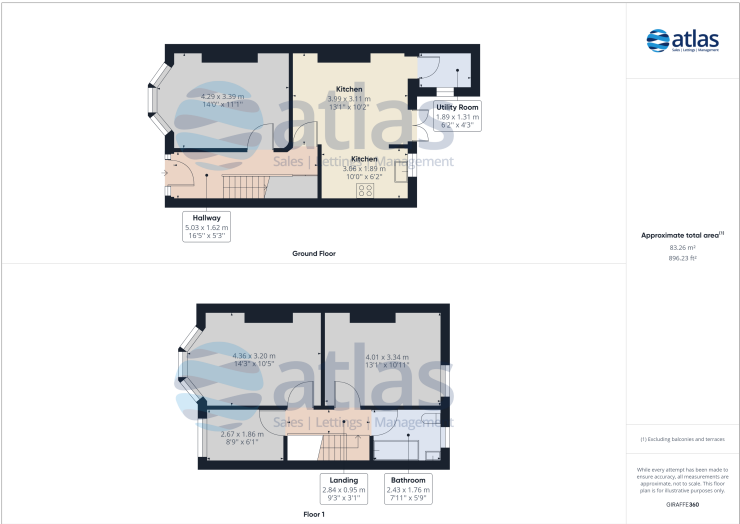 4.29 x 3.39 m
14'0" x 11'1"
Kitchen
3.99 x 3.11 m
13'1" x 10'2"
Utility Room
1.89 x 1.31 m
6'2" x 4'3"
atlas
Sales | Lettings | Management
Kitchen
3.06 x 1.89 m
10'0" x 6'2"
Hallway
5.03 x 1.62 m
16'5" x 5'3"
Ground Floor
4.36 x 3.20 m
14'3" x 10'5"
4.01 x 3.34 m
13'1" x 10'11"
atlas
Sales | Lettings | Management
2.67 x 1.86 m
8'9" x 6'1"
Landing
2.84 x 0.95 m
9'3" x 3'1"
Bathroom
2.43 x 1.76 m
7'11" x 5'9"
Floor 1
atlas
Sales | Lettings | Management
Approximate total area(1)
83.26 m²
896.23 ft²
(1) Excluding balconies and terraces
While every attempt has been made to
ensure accuracy, all measurements are
approximate, not to scale. This floor
plan is for illustrative purposes only.
GIRAFFE360